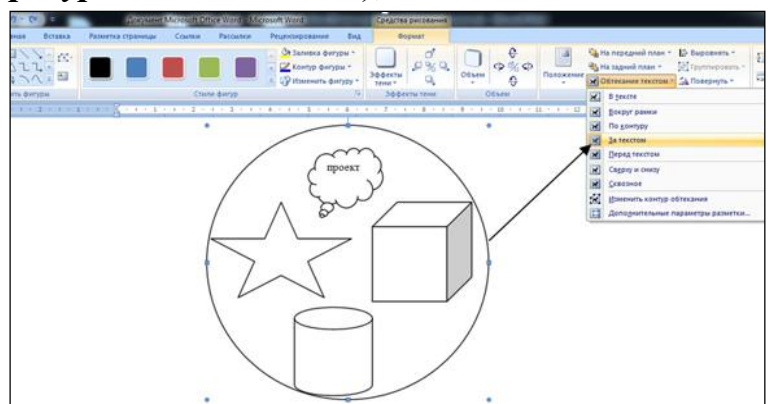 Документ Microsoft Office Word - Microsoft Word
Средства рисования
Вставка Разметка страницы Ссылки Рассылки Рецензирование Вид Формат
Заливка фигуры
Контур фигуры
Изменить фигуру
Стили фигур
Эффекты тени
Эффекты тени
Объем
Объем
Положение
На передний план
На задний план
Обтекание текстом
Выровнять
Группировать
Повернуть
В тексте
Вокруг рамки
По контуру
За текстом
Перед текстом
Сверху и снизу
Сквозное
Изменить контур обтекания
Дополнительные параметры разметки...
проект